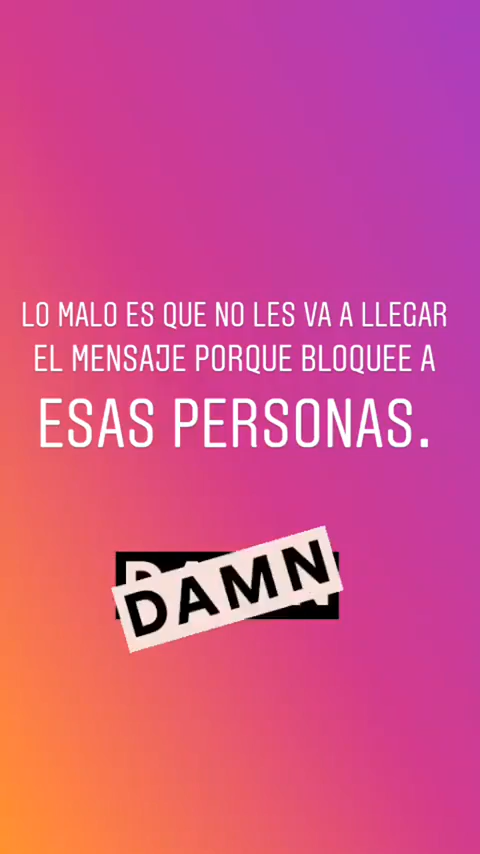 LO MALO ES QUE NO LES VA A LLEGAR
EL MENSAJE PORQUE BLOQUEE A
ESAS PERSONAS.
DAMN